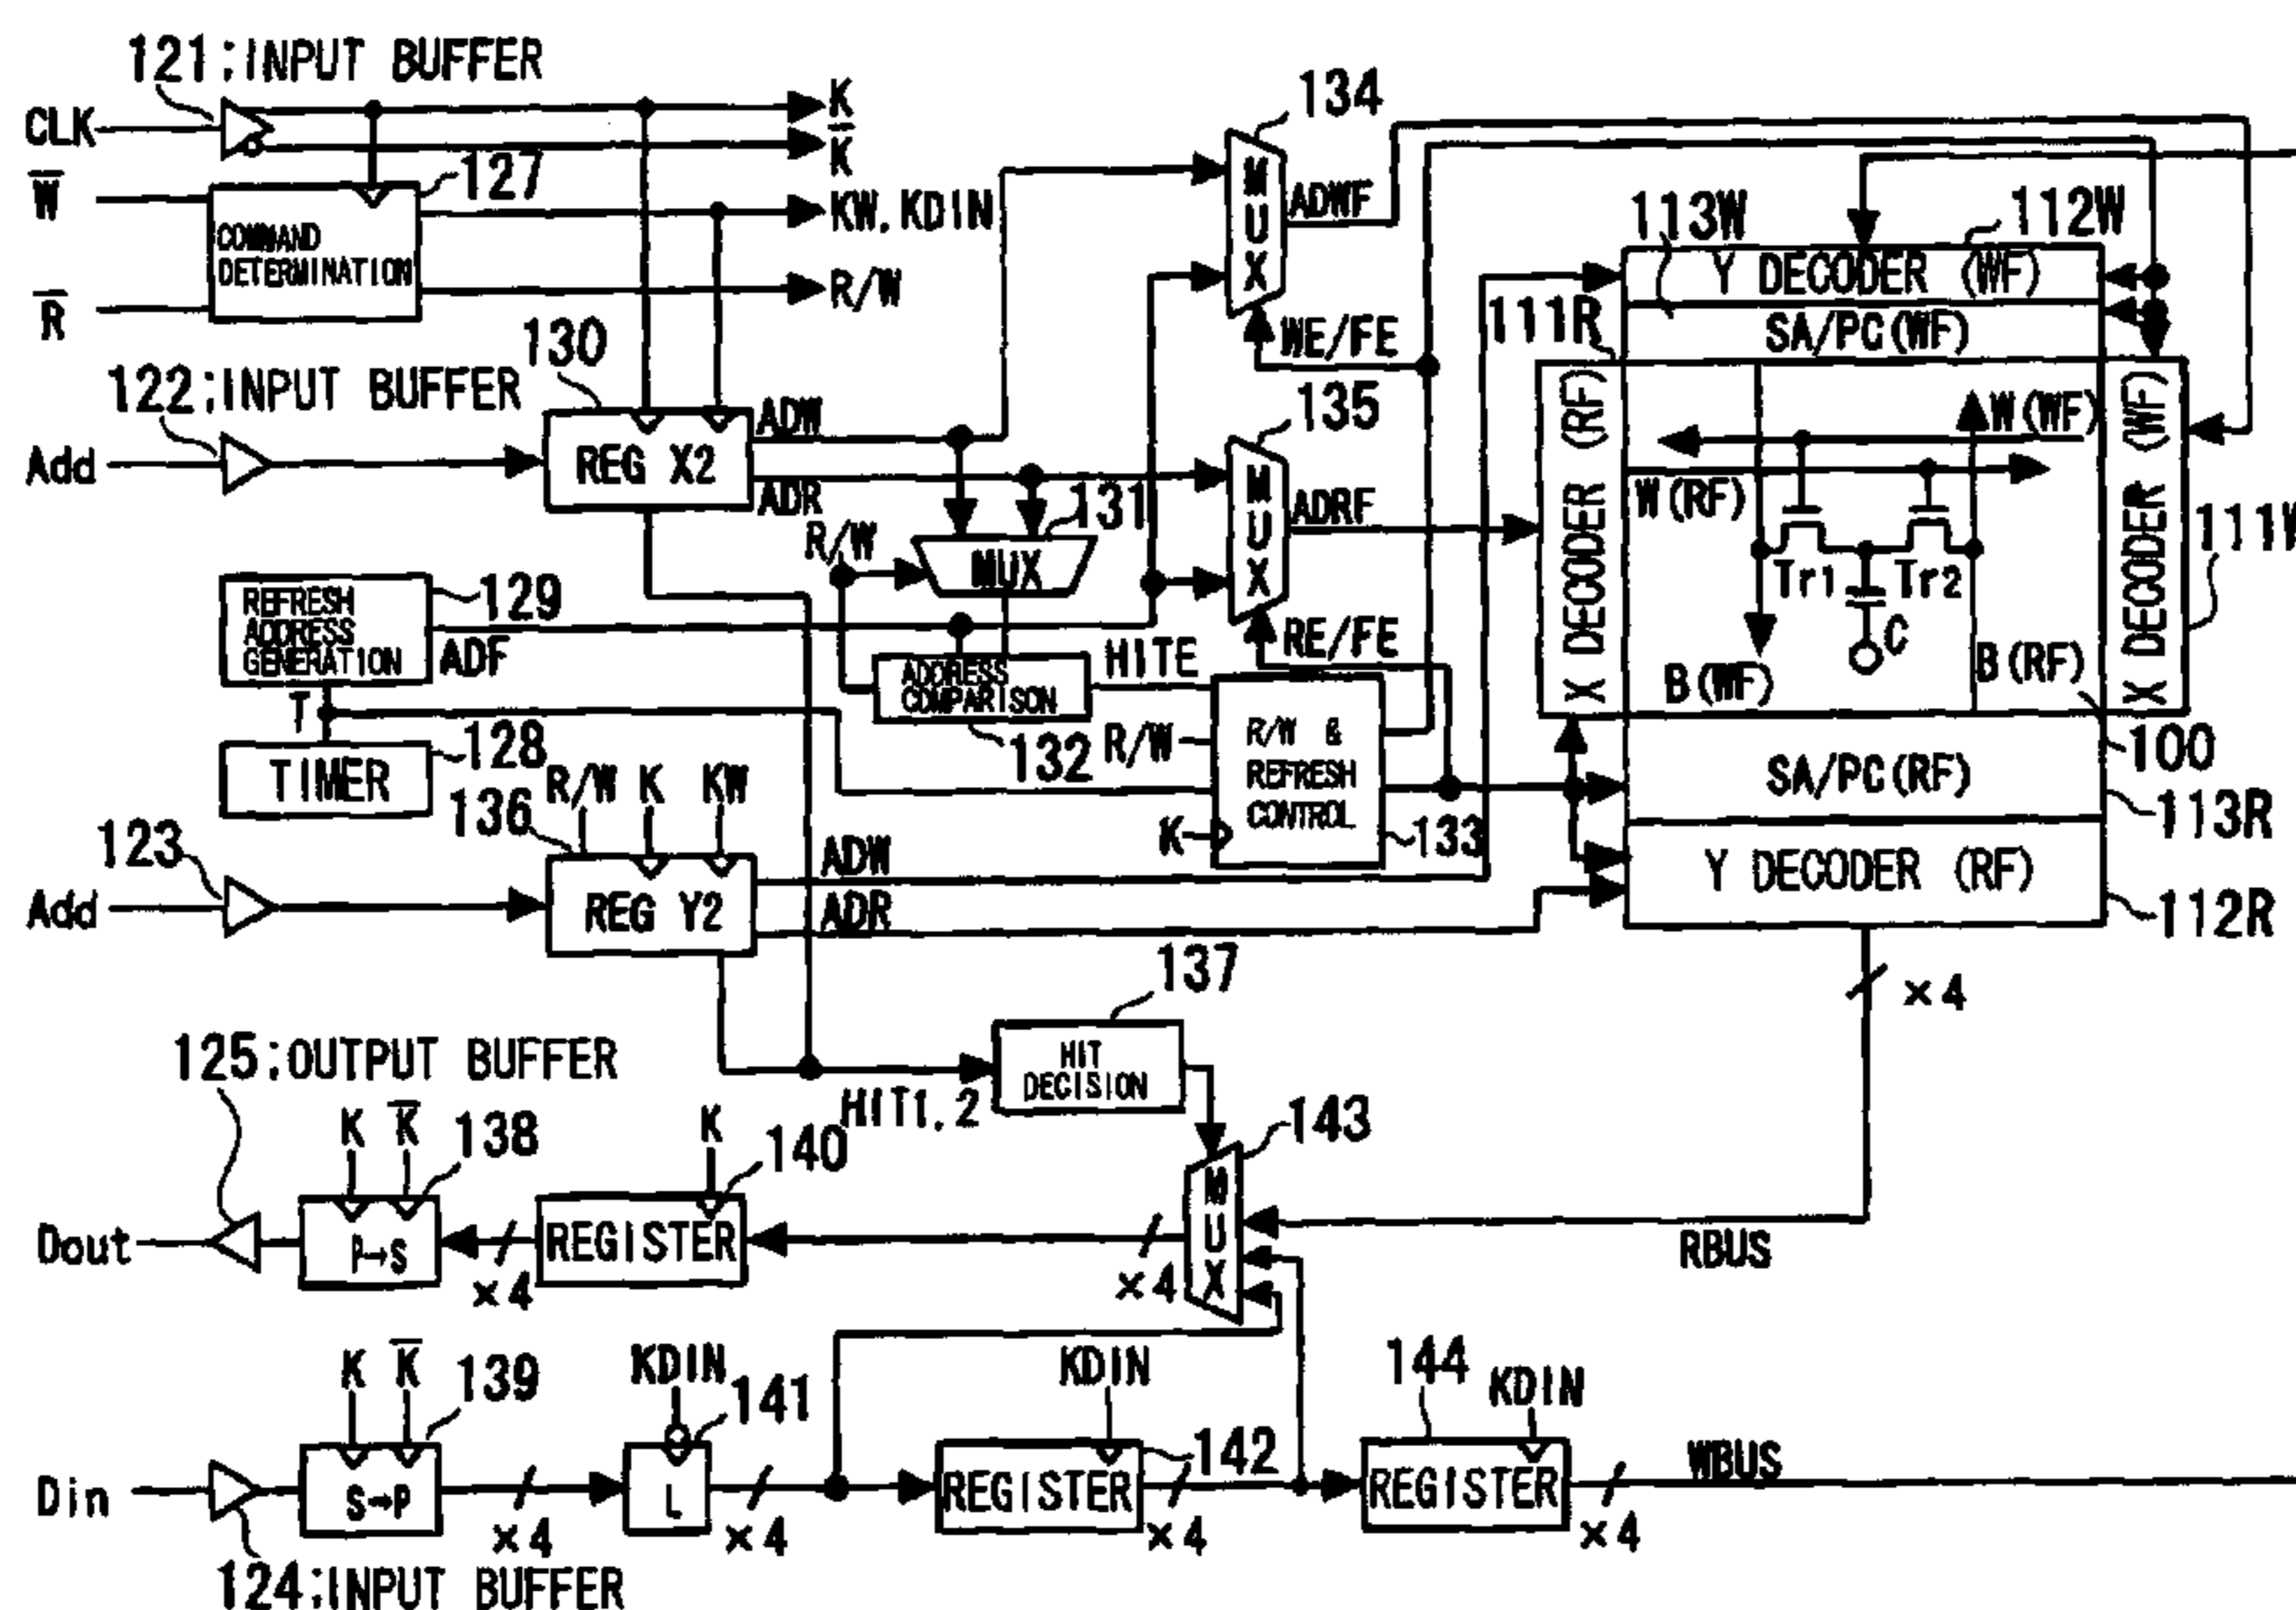 121;INPUT BUFFER
CLK
K
K̅
W̅
127
COMMAND
DETERMINATION
KW,KDIN
R/W
R̅
134
MUX
ADWF
WE/FE
113W
112W
Y DECODER (WF)
SA/PC(WF)
111R
X DECODER (RF)
X DECODER (WF)
W(WF)
W(RF)
Tr1
Tr2
C
B(WF)
B(RF)
100
122;INPUT BUFFER
130
Add
REG X2
ADW
ADR
135
MUX
ADRF
RE/FE
R/W
131
MUX
REFRESH
ADDRESS
GENERATION
129
ADF
ADDRESS
COMPARISON
HITE
132
T
TIMER
128
R/W
R/W &
REFRESH
CONTROL
K
133
SA/PC(RF)
113R
Y DECODER (RF)
112R
×4
136
R/W K KW
123
Add
REG Y2
ADW
ADR
137
HIT
DECISION
HIT1,2
143
MUX
RBUS
125;OUTPUT BUFFER
K K̅ 138
K
140
Dout
P→S
×4
REGISTER
×4
K K̅ 139
KDIN
141
KDIN
142
144
KDIN
Din
S→P
×4
L
×4
REGISTER
×4
REGISTER
×4
WBUS
124;INPUT BUFFER